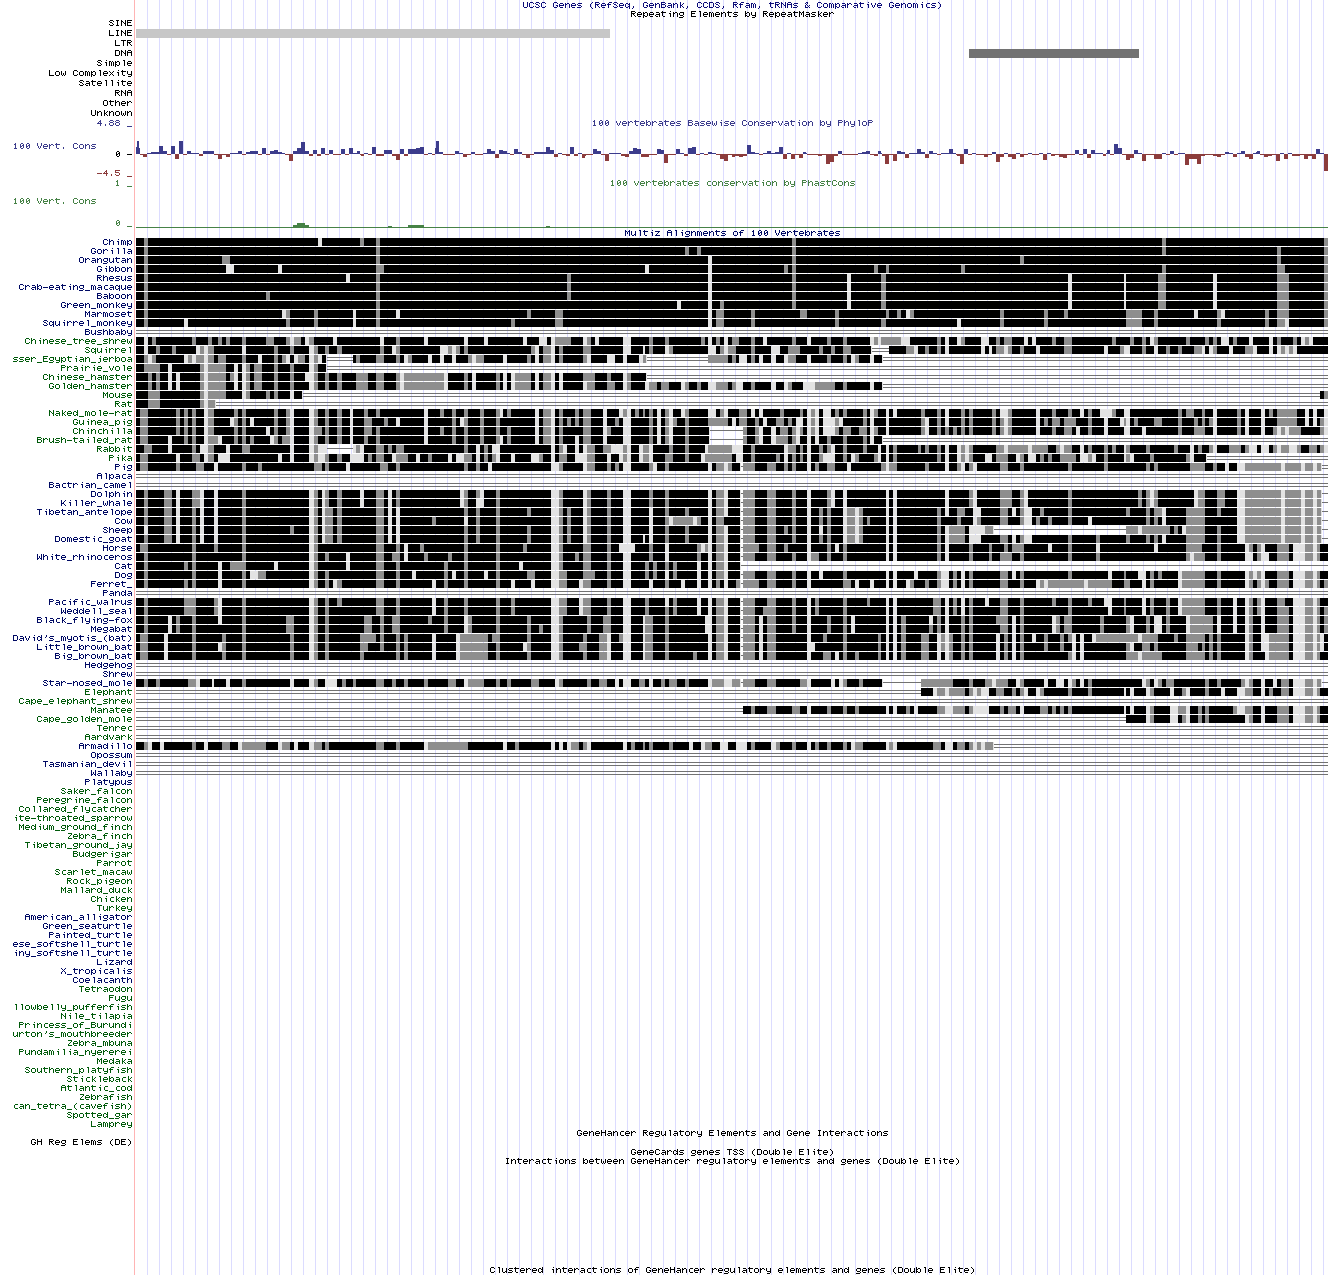 UCSC Genes (RefSeq, GenBank, CCDS, Rfam, tRNAs & Comparative Genomics)
Repeating Elements by RepeatMasker
SINE
LINE
LTR
DNA
Simple
Low Complexity
Satellite
RNA
Other
Unknown
4.88 _
100 vertebrates Basewise Conservation by PhyloP
100 Vert. Cons
0 -
-4.5 _
100 vertebrates conservation by PhastCons
1 _
100 Vert. Cons
0 _
Multiz Alignments of 100 Vertebrates
Chimp
Gorilla
Orangutan
Gibbon
Rhesus
Crab-eating_macaque
Baboon
Green_monkey
Marmoset
Squirrel_monkey
Bushbaby
Chinese_tree_shrew
Squirrel
sser_Egyptian_jerboa
Prairie_vole
Chinese_hamster
Golden_hamster
Mouse
Rat
Naked_mole-rat
Guinea_pig
Chinchilla
Brush-tailed_rat
Rabbit
Pika
Pig
Alpaca
Bactrian_camel
Dolphin
Killer_whale
Tibetan_antelope
Cow
Sheep
Domestic_goat
Horse
White_rhinoceros
Cat
Dog
Ferret_
Panda
Pacific_walrus
Weddell_seal
Black_flying-fox
Megabat
David's_myotis_(bat)
Little_brown_bat
Big_brown_bat
Hedgehog
Shrew
Star-nosed_mole
Elephant
Cape_elephant_shrew
Manatee
Cape_golden_mole
Tenrec
Aardvark
Armadillo
Opossum
Tasmanian_devil
Wallaby
Platypus
Saker_falcon
Peregrine_falcon
Collared_flycatcher
ite-throated_sparrow
Medium_ground_finch
Zebra_finch
Tibetan_ground_jay
Budgerigar
Parrot
Scarlet_macaw
Rock_pigeon
Mallard_duck
Chicken
Turkey
American_alligator
Green_seaturtle
Painted_turtle
ese_softshell_turtle
iny_softshell_turtle
Lizard
X_tropicalis
Coelacanth
Tetraodon
Fugu
llowbelly_pufferfish
Nile_tilapia
Princess_of_Burundi
urton's_mouthbreeder
Zebra_mbuna
Pundamilia_nyererei
Medaka
Southern_platyfish
Stickleback
Atlantic_cod
Zebrafish
can_tetra_(cavefish)
Spotted_gar
Lamprey
GeneHancer Regulatory Elements and Gene Interactions
GH Reg Elems (DE)
GeneCards genes TSS (Double Elite)
Interactions between GeneHancer regulatory elements and genes (Double Elite)
Clustered interactions of GeneHancer regulatory elements and genes (Double Elite)